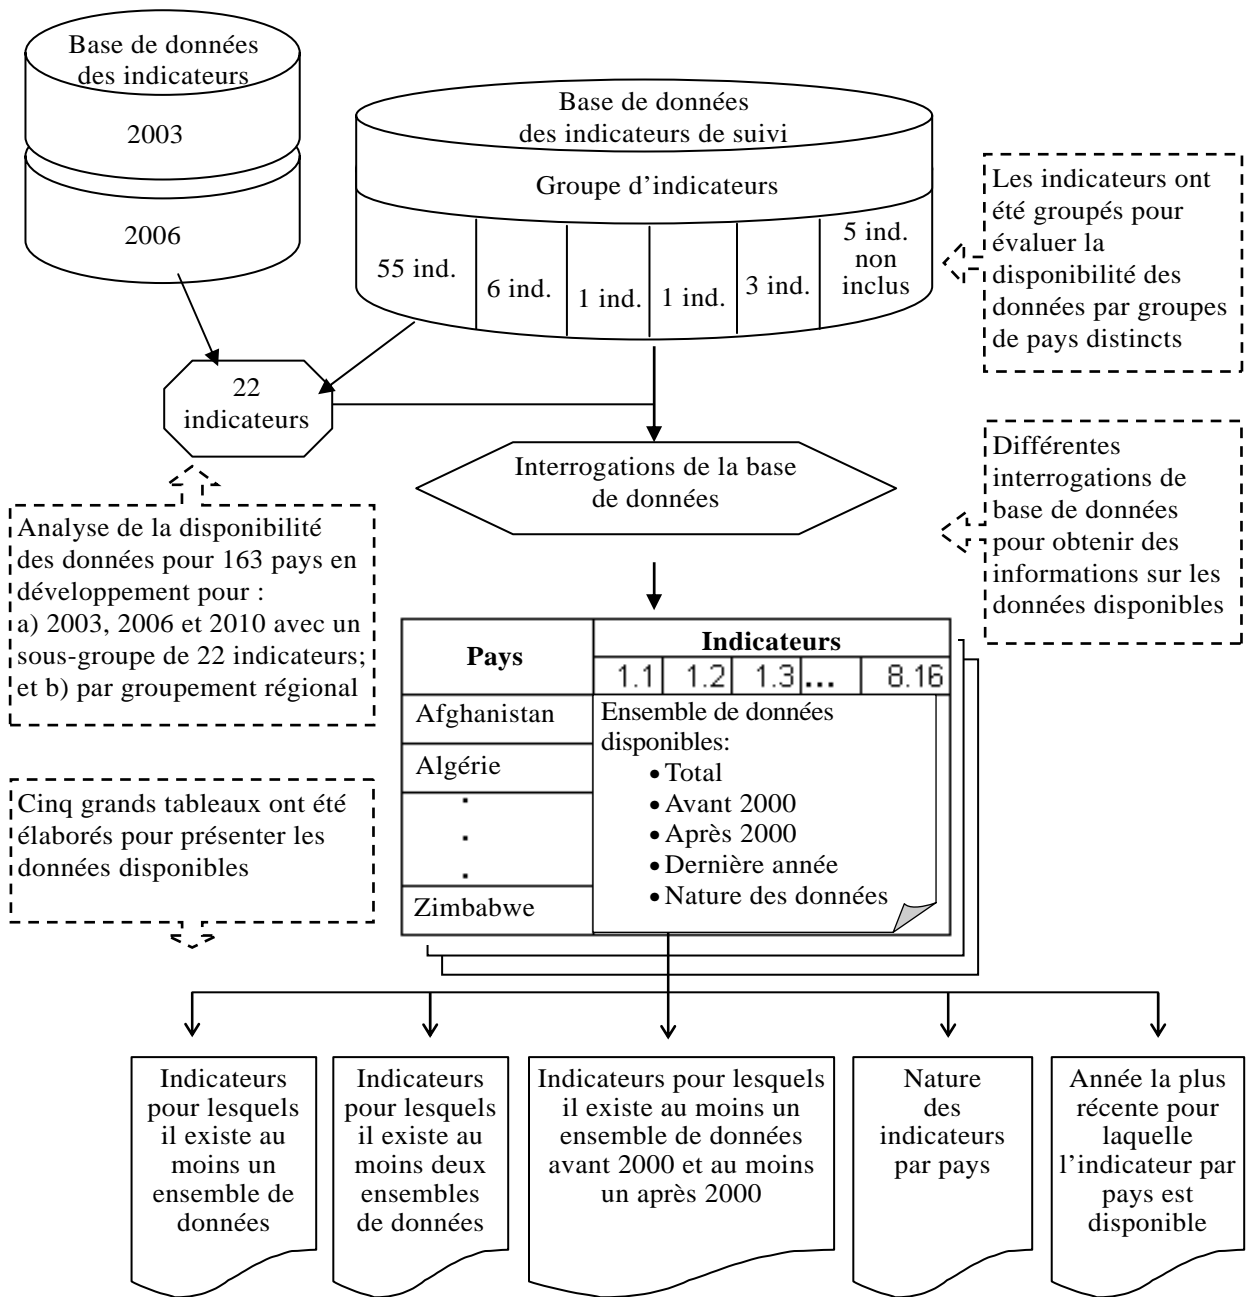 Base de données
des indicateurs
2003
2006
Base de données
des indicateurs de suivi
Groupe d’indicateurs
55 ind.
6 ind.
1 ind.
1 ind.
3 ind.
5 ind.
non
inclus
Les indicateurs ont
été groupés pour
évaluer la
disponibilité des
données par groupes
de pays distincts
22
indicateurs
Interrogations de la base
de données
Différentes
interrogations de
base de données
pour obtenir des
informations sur les
données disponibles
Analyse de la disponibilité
des données pour 163 pays en
développement pour :
a) 2003, 2006 et 2010 avec un
sous-groupe de 22 indicateurs;
et b) par groupement régional
Pays
Indicateurs
1.1 1.2 1.3 ... 8.16
Afghanistan
Algérie
.
.
.
Zimbabwe
Ensemble de données
disponibles:
• Total
• Avant 2000
• Après 2000
• Dernière année
• Nature des données
Cinq grands tableaux ont été
élaborés pour présenter les
données disponibles
Indicateurs
pour lesquels
il existe au
moins un
ensemble de
données
Indicateurs
pour lesquels
il existe au
moins deux
ensembles
de données
Indicateurs pour lesquels
il existe au moins un
ensemble de données
avant 2000 et au moins
un après 2000
Nature
des
indicateurs
par pays
Année la plus
récente pour
laquelle
l’indicateur par
pays est
disponible